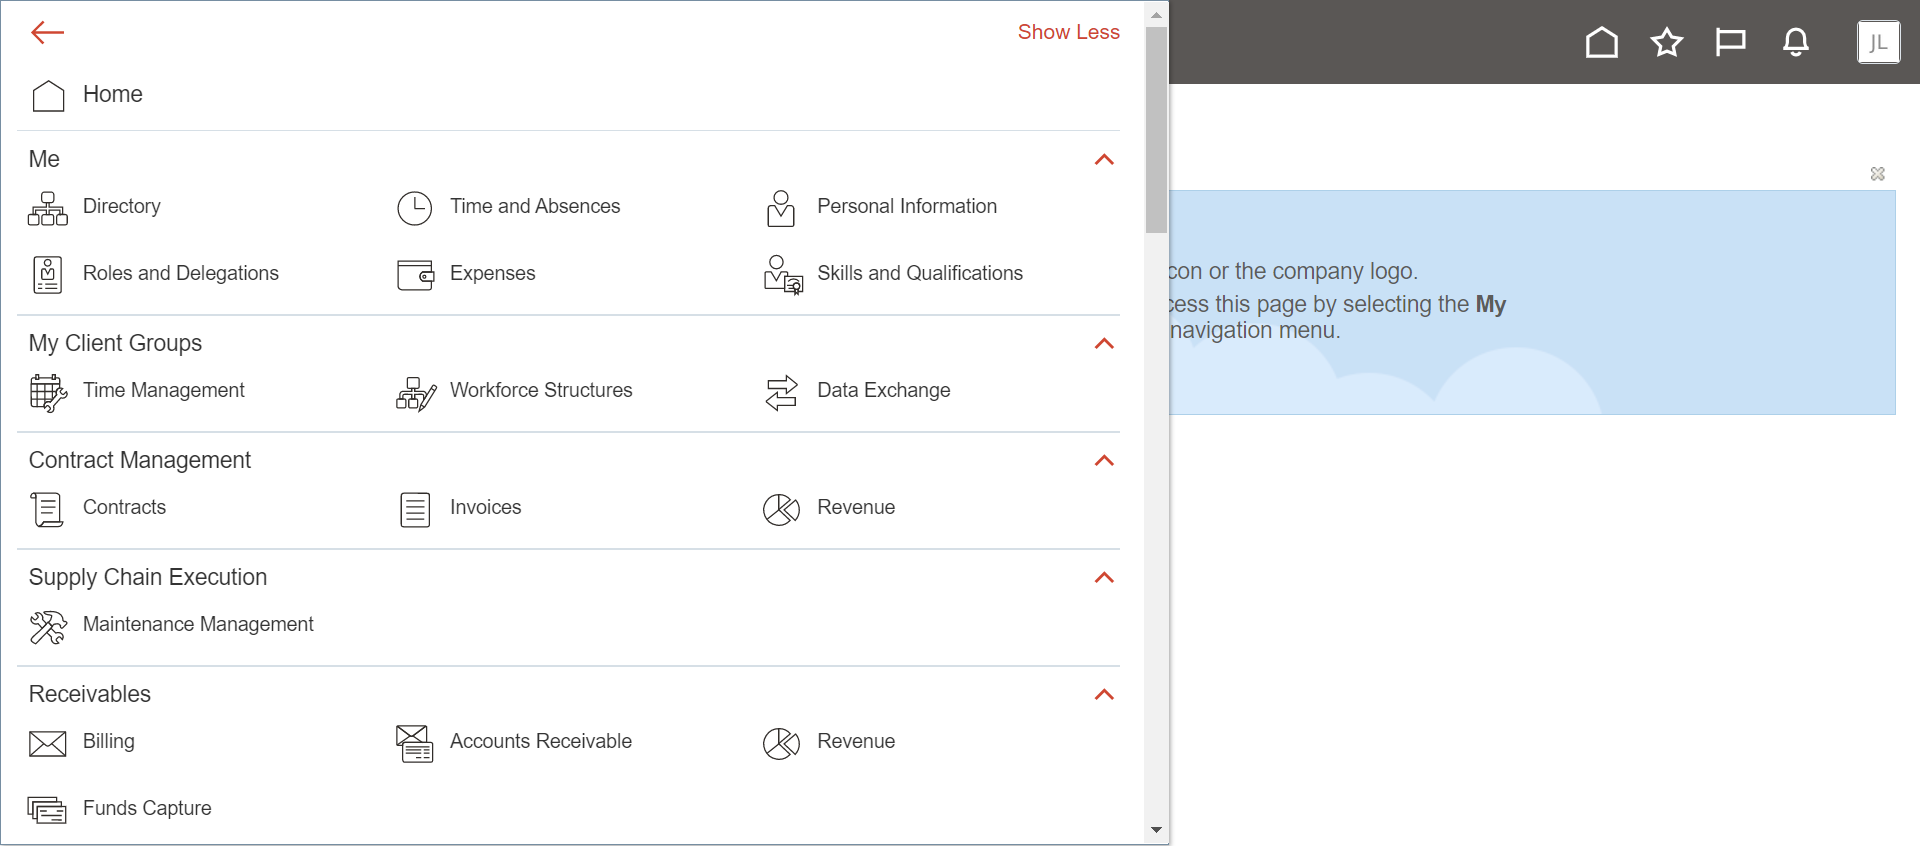 Show Less
JL
Home
Me
Directory
Time and Absences
Personal Information
Roles and Delegations
Expenses
Skills and Qualifications
con or the company logo.
cess this page by selecting the My
navigation menu.
My Client Groups
Time Management
Workforce Structures
Data Exchange
Contract Management
Contracts
Invoices
Revenue
Supply Chain Execution
Maintenance Management
Receivables
Billing
Accounts Receivable
Revenue
Funds Capture